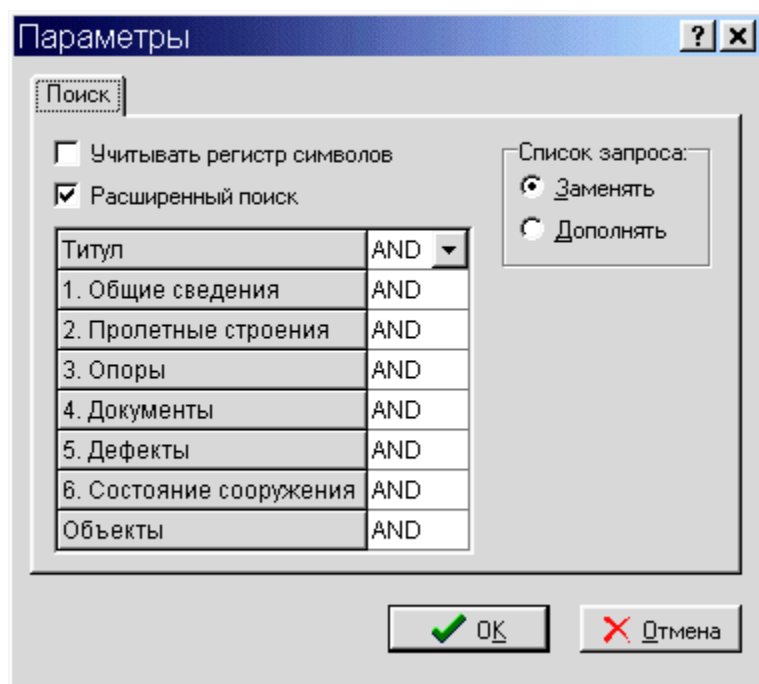 Параметры
Поиск
Учитывать регистр символов
Расширенный поиск
Титул AND
1. Общие сведения AND
2. Пролетные строения AND
3. Опоры AND
4. Документы AND
5. Дефекты AND
6. Состояние сооружения AND
Объекты AND
Список запроса:
Заменять
Дополнять
OK
Отмена